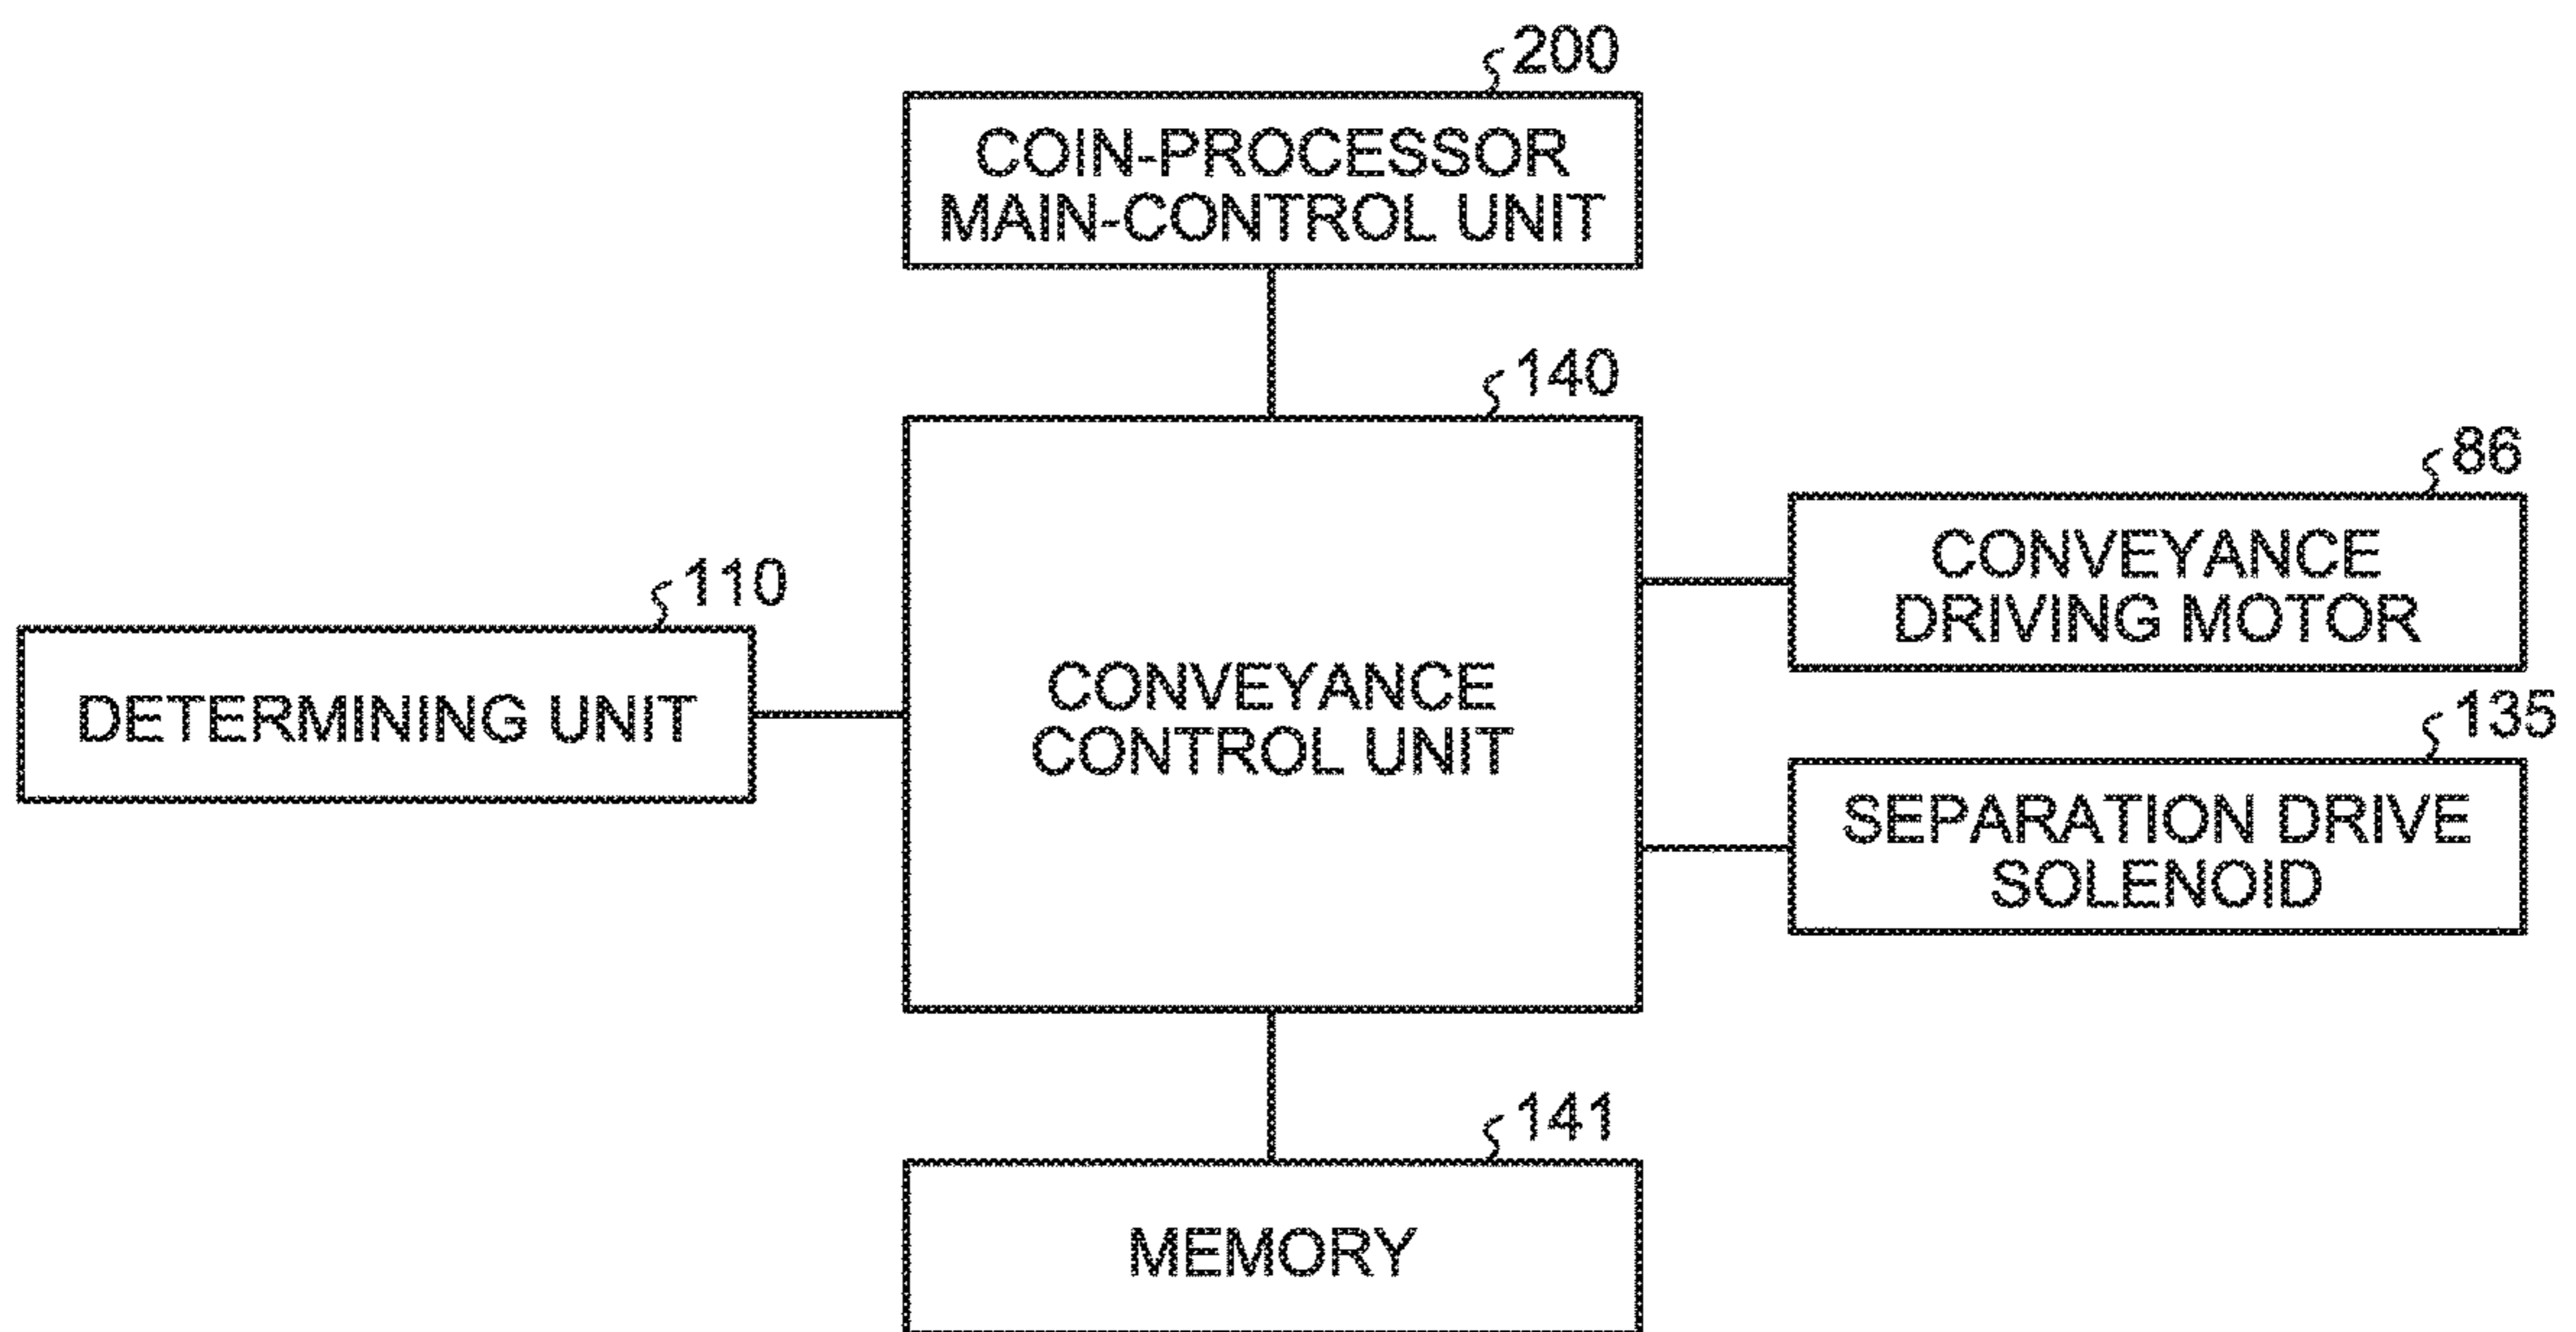 200
COIN-PROCESSOR
MAIN-CONTROL UNIT
140
CONVEYANCE
CONTROL UNIT
110
DETERMINING UNIT
86
CONVEYANCE
DRIVING MOTOR
135
SEPARATION DRIVE
SOLENOID
141
MEMORY